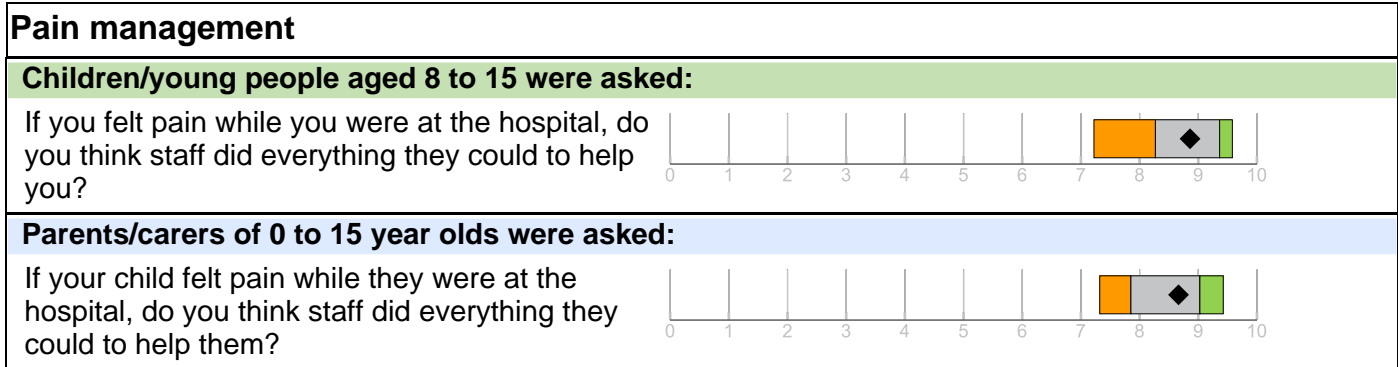 Pain management
Children/young people aged 8 to 15 were asked:
If you felt pain while you were at the hospital, do
you think staff did everything they could to help
you?
0 1 2 3 4 5 6 7 8 9 10
Parents/carers of 0 to 15 year olds were asked:
If your child felt pain while they were at the
hospital, do you think staff did everything they
could to help them?
0 1 2 3 4 5 6 7 8 9 10